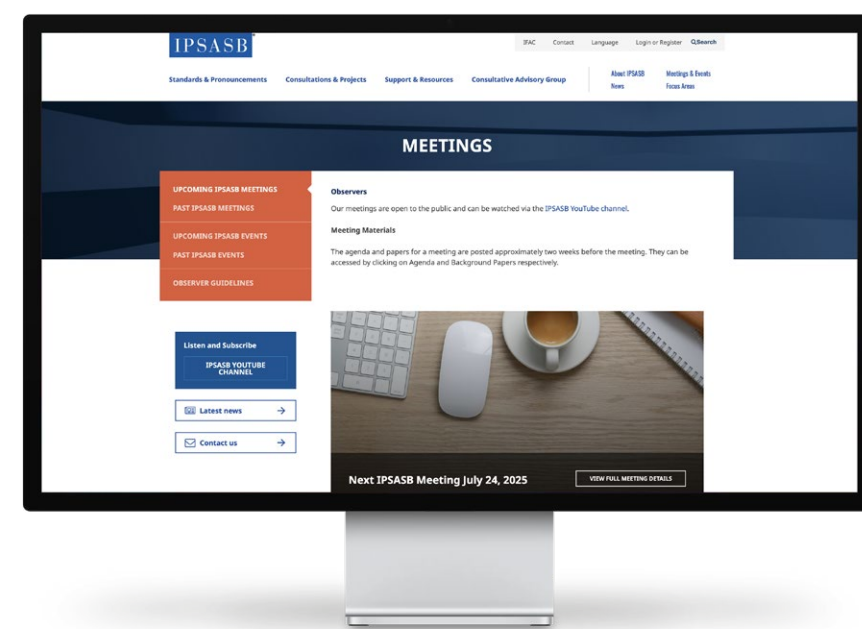 IPSASB
IFAC Contact Language Login or Register Search
Standards & Pronouncements Consultations & Projects Support & Resources Consultative Advisory Group
About IPSASB Meetings & Events
News Focus Areas
MEETINGS
UPCOMING IPSASB MEETINGS
PAST IPSASB MEETINGS
UPCOMING IPSASB EVENTS
PAST IPSASB EVENTS
OBSERVER GUIDELINES
Observers
Our meetings are open to the public and can be watched via the IPSASB YouTube channel.
Meeting Materials
The agenda and papers for a meeting are posted approximately two weeks before the meeting. They can be
accessed by clicking on Agenda and Background Papers respectively.
Listen and Subscribe
IPSASB YOUTUBE
CHANNEL
Latest news
Contact us
Next IPSASB Meeting July 24, 2025
VIEW FULL MEETING DETAILS